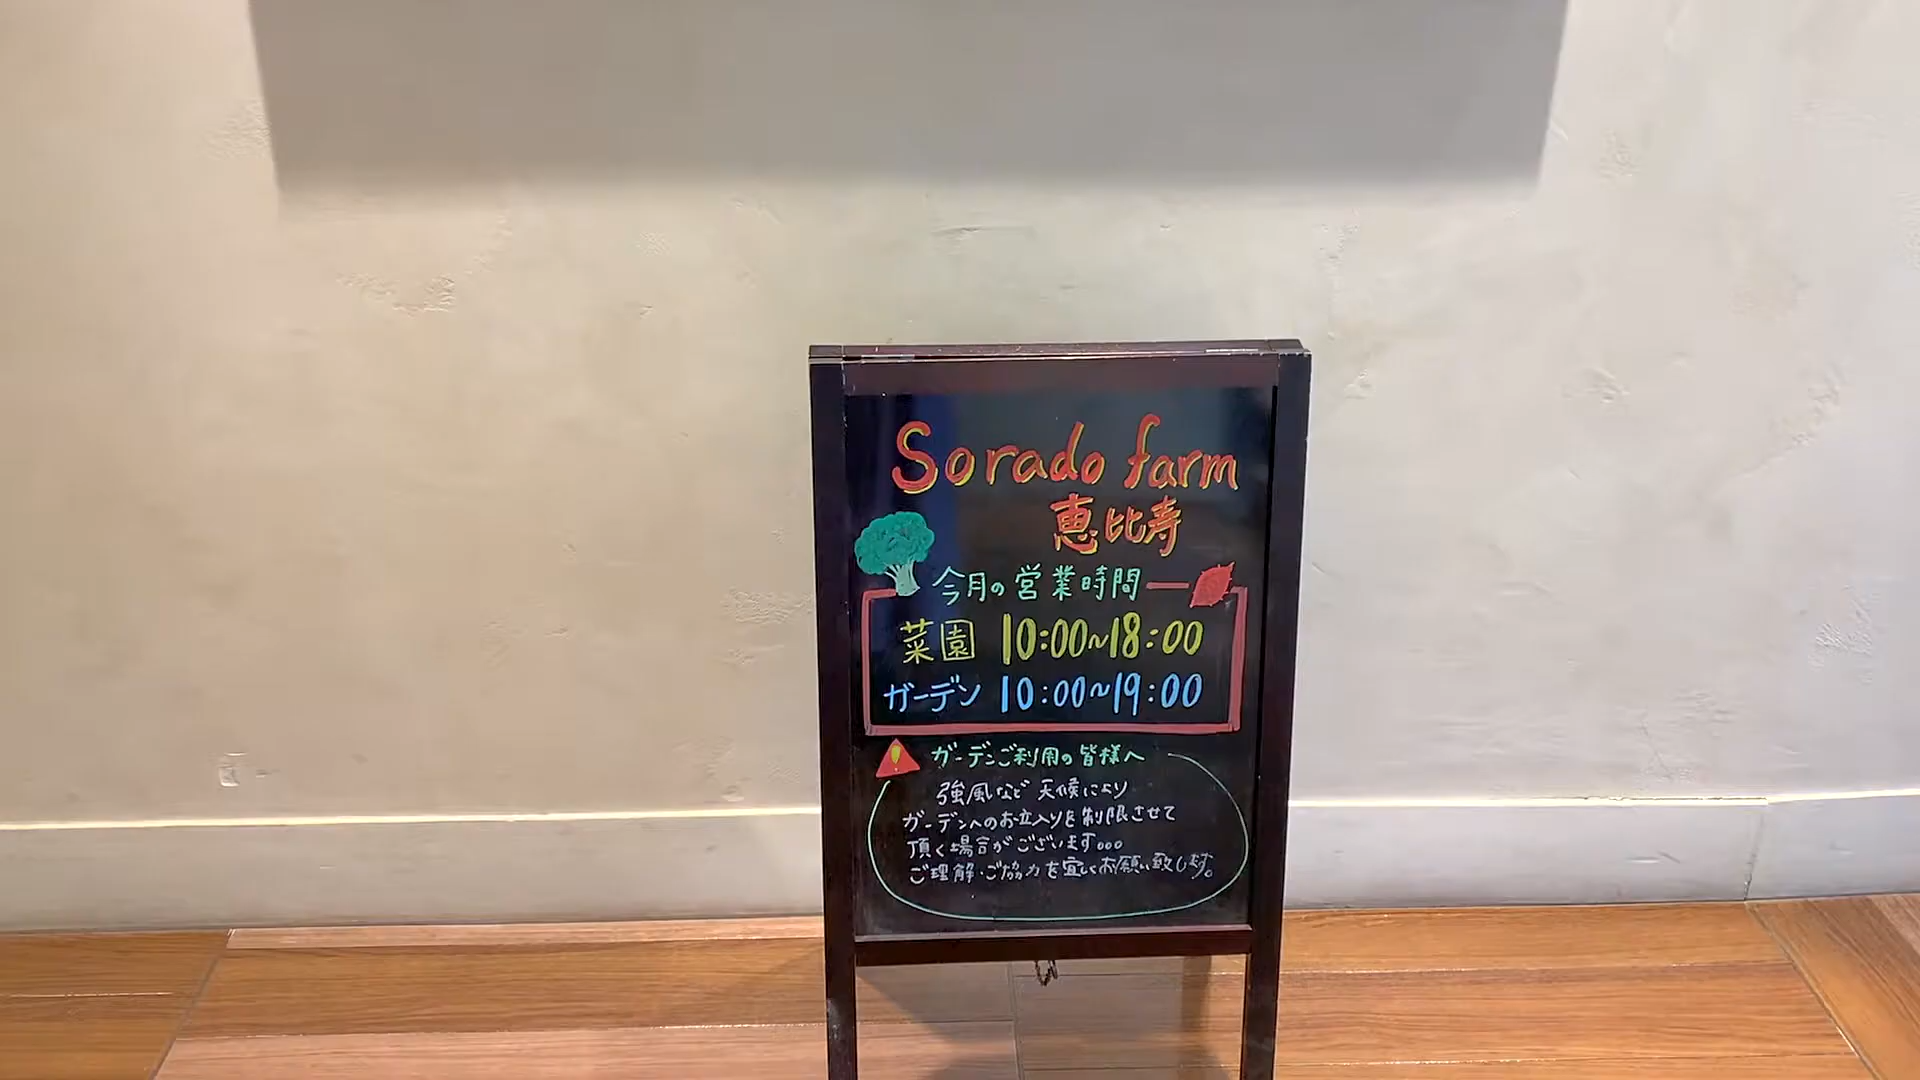 Sorado farm
恵比寿
今月の営業時間
菜園 10:00~18:00
ガーデン 10:00~19:00
ガーデンご利用の皆様へ
強風など天候により
ガーデンへのお立入りを制限させて
頂く場合がございます。。。
ご理解・ご協力を宜しくお願い致します。